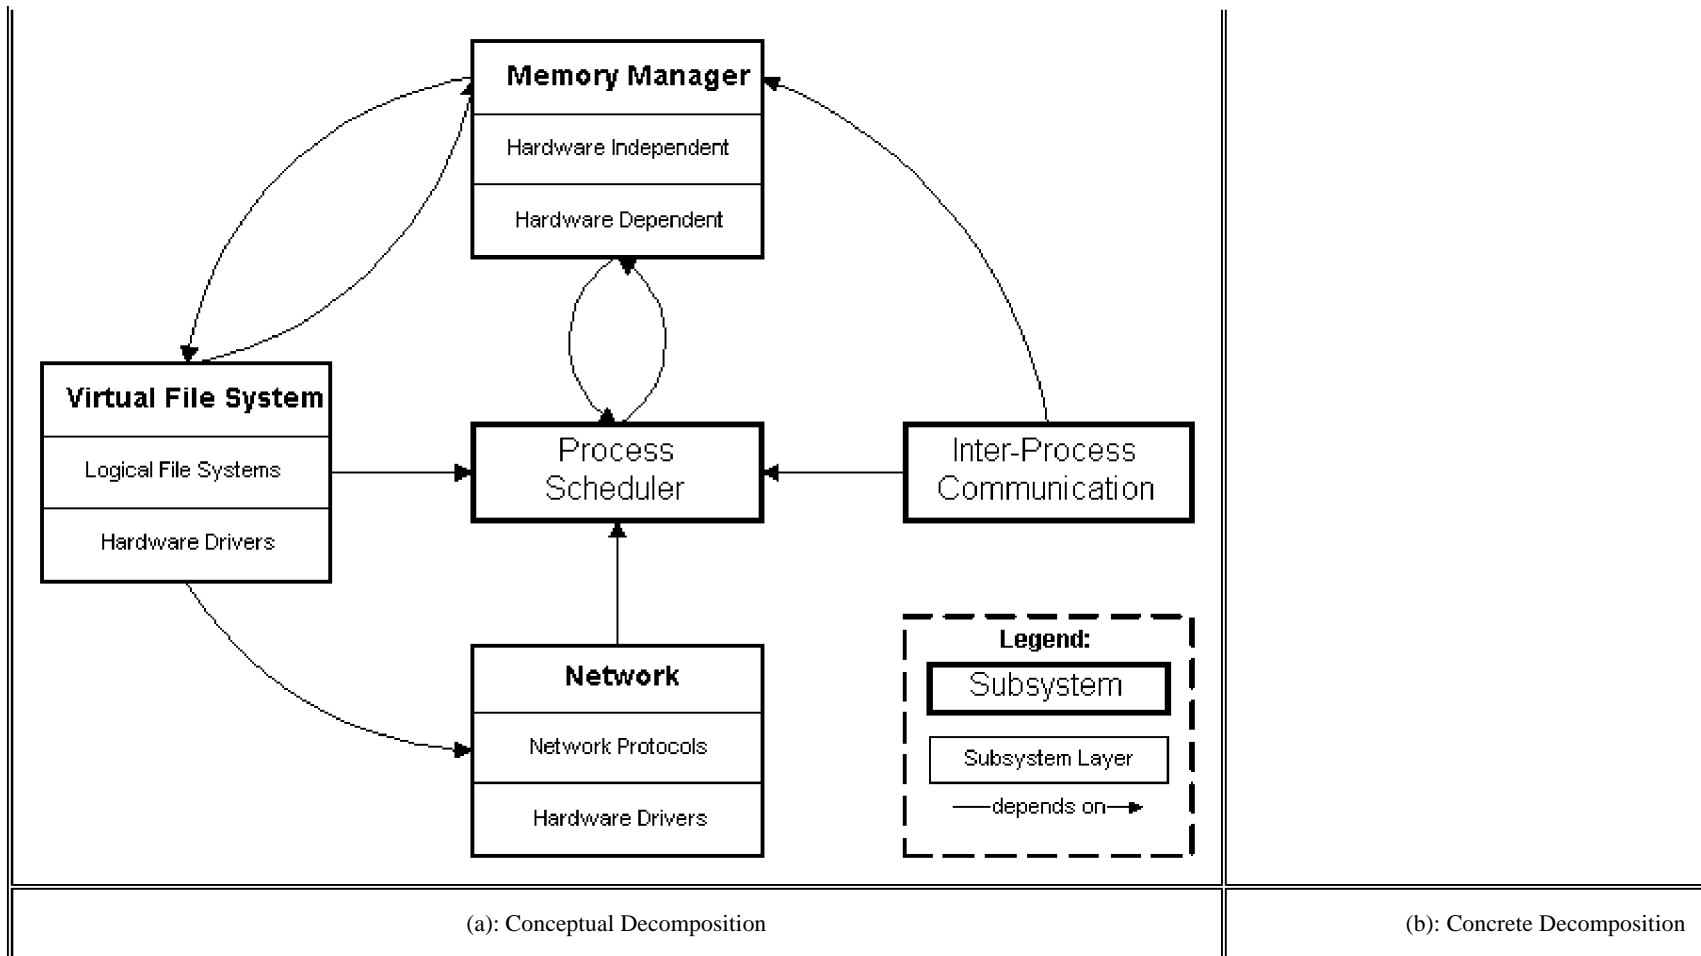 Memory Manager
Hardware Independent
Hardware Dependent
Virtual File System
Logical File Systems
Hardware Drivers
Process
Scheduler
Inter-Process
Communication
Network
Network Protocols
Hardware Drivers
Legend:
Subsystem
Subsystem Layer
depends on
(a): Conceptual Decomposition
(b): Concrete Decomposition